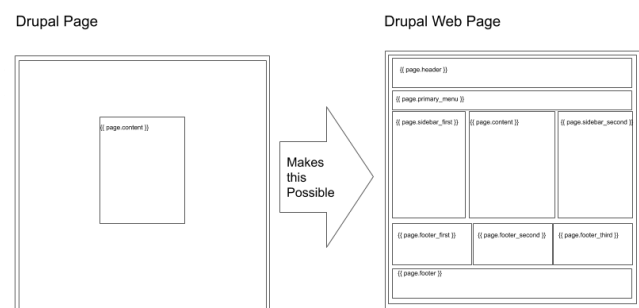 Drupal Page
{{ page.content }}
Makes
this
Possible
Drupal Web Page
{{ page.header }}
{{ page.primary_menu }}
{{ page.sidebar_first }}
{{ page.content }}
{{ page.sidebar_second }}
{{ page.footer_first }}
{{ page.footer_second }}
{{ page.footer_third }}
{{ page.footer }}